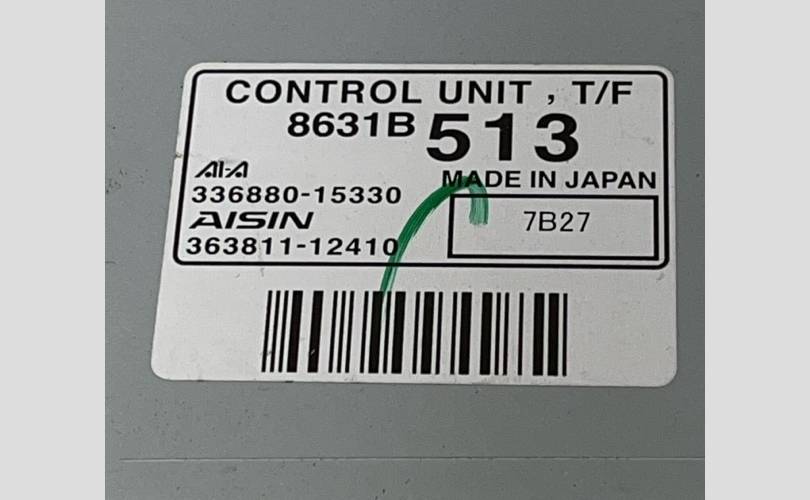 CONTROL UNIT , T/F
8631B 513
AI-A
MADE IN JAPAN
336880-15330
AISIN
7B27
363811-12410